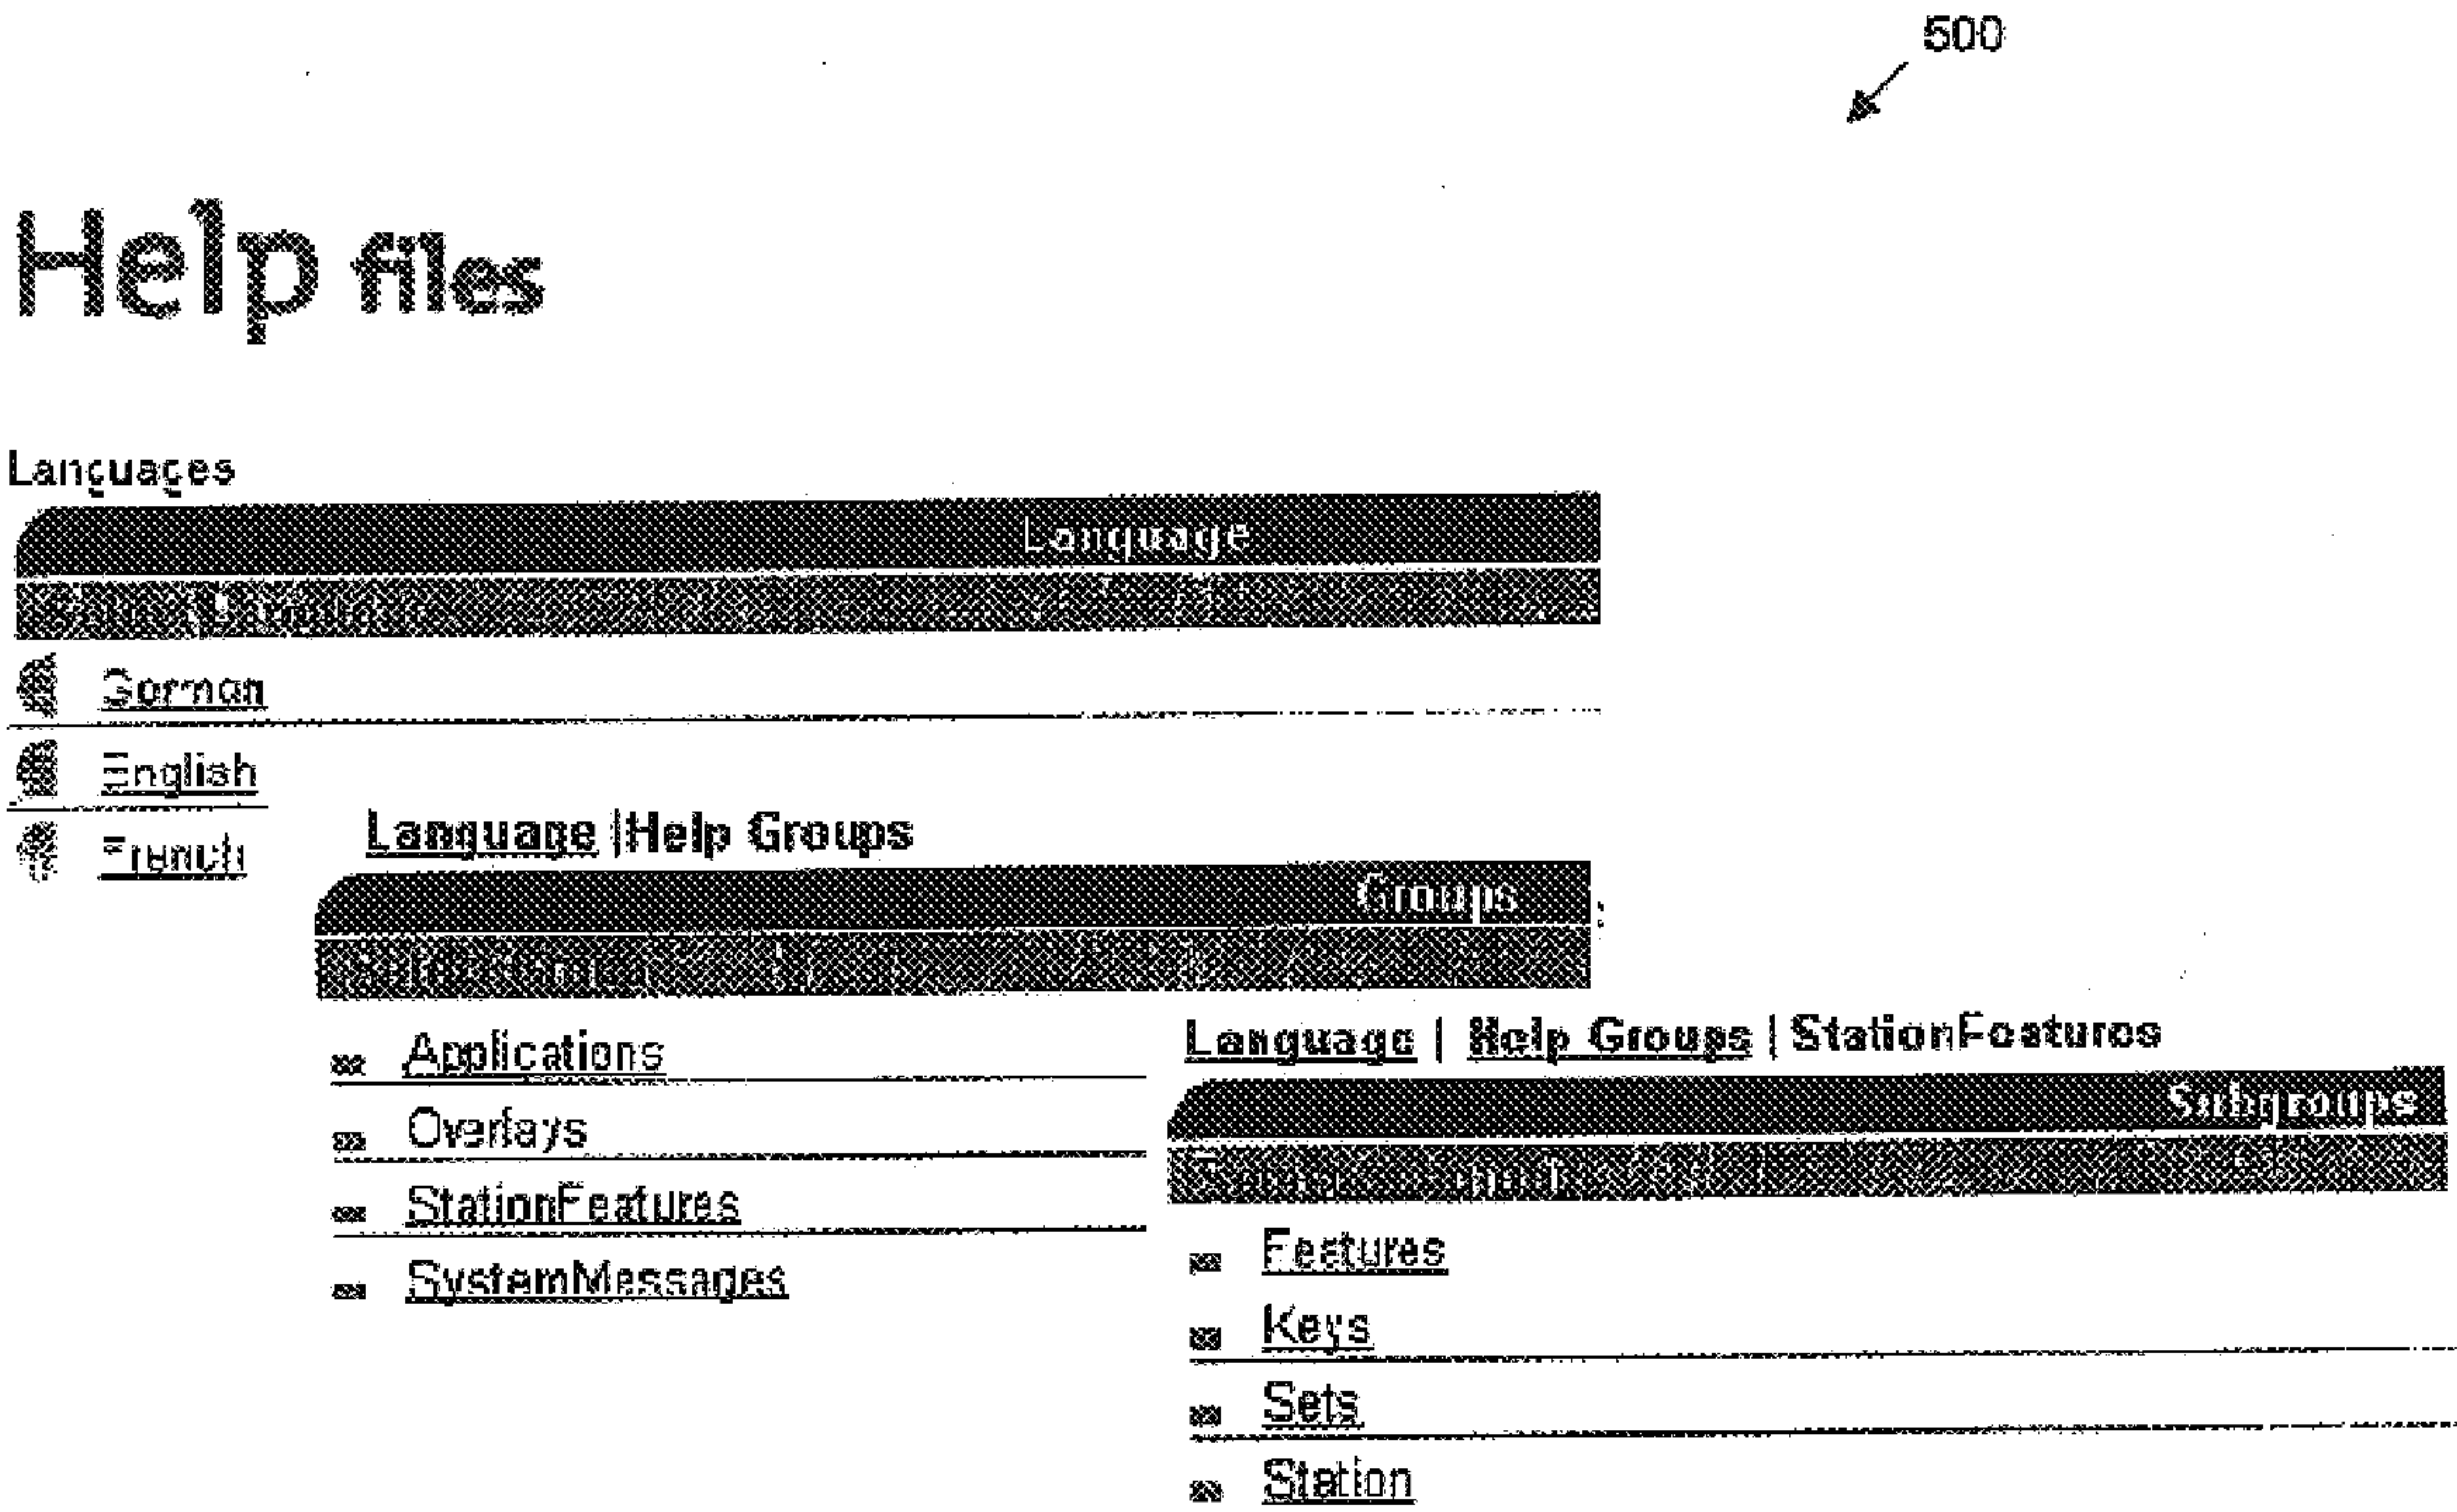 500
Help files
Languages
Language
German
English
French
Language | Help Groups
Groups
Applications
Overlays
StationFeatures
SystemMessages
Language | Help Groups | StationFeatures
Subgroups
Features
Keys
Sets
Station